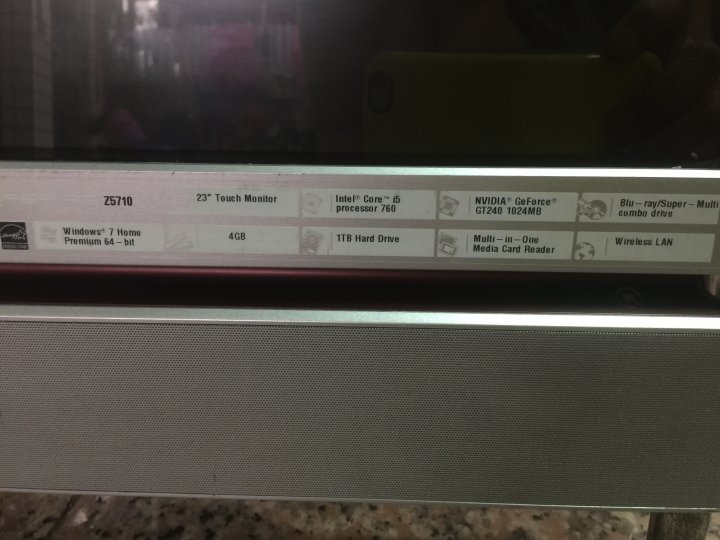 Z5710
23" Touch Monitor
Intel® Core™ i5
processor 760
NVIDIA® GeForce®
GT240 1024MB
Blu-ray/Super-Multi
combo drive
Windows® 7 Home
Premium 64-bit
4GB
1TB Hard Drive
Multi-in-One
Media Card Reader
Wireless LAN